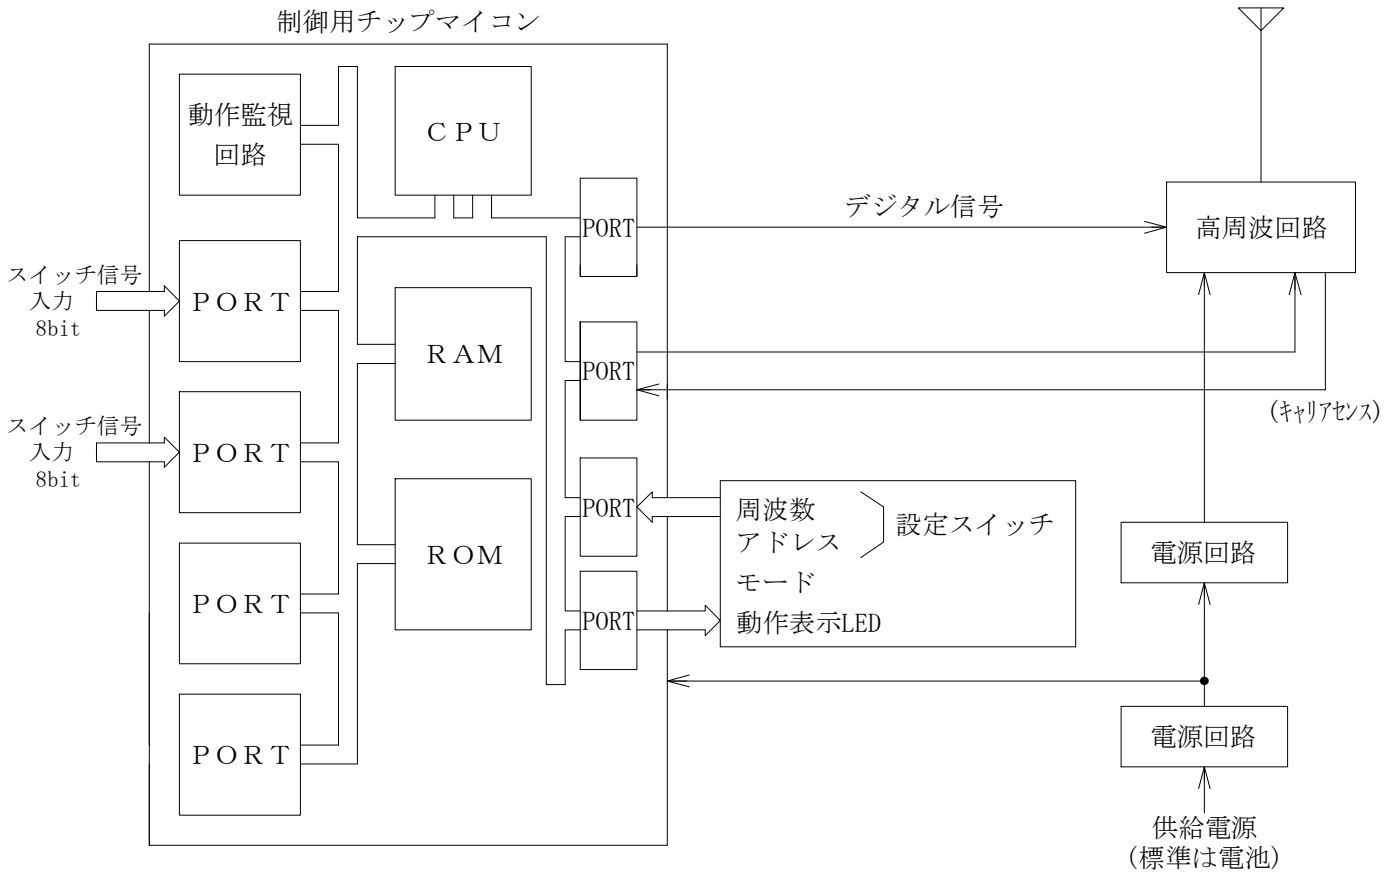 制御用チップマイコン
動作監視
回路
ＣＰＵ
PORT
デジタル信号
高周波回路
スイッチ信号
入力
8bit
ＰＯＲＴ
ＲＡＭ
PORT
(キャリアセンス)
スイッチ信号
入力
8bit
ＰＯＲＴ
ＲＯＭ
PORT
周波数
アドレス
設定スイッチ
モード
動作表示LED
電源回路
ＰＯＲＴ
PORT
ＰＯＲＴ
電源回路
供給電源
(標準は電池)